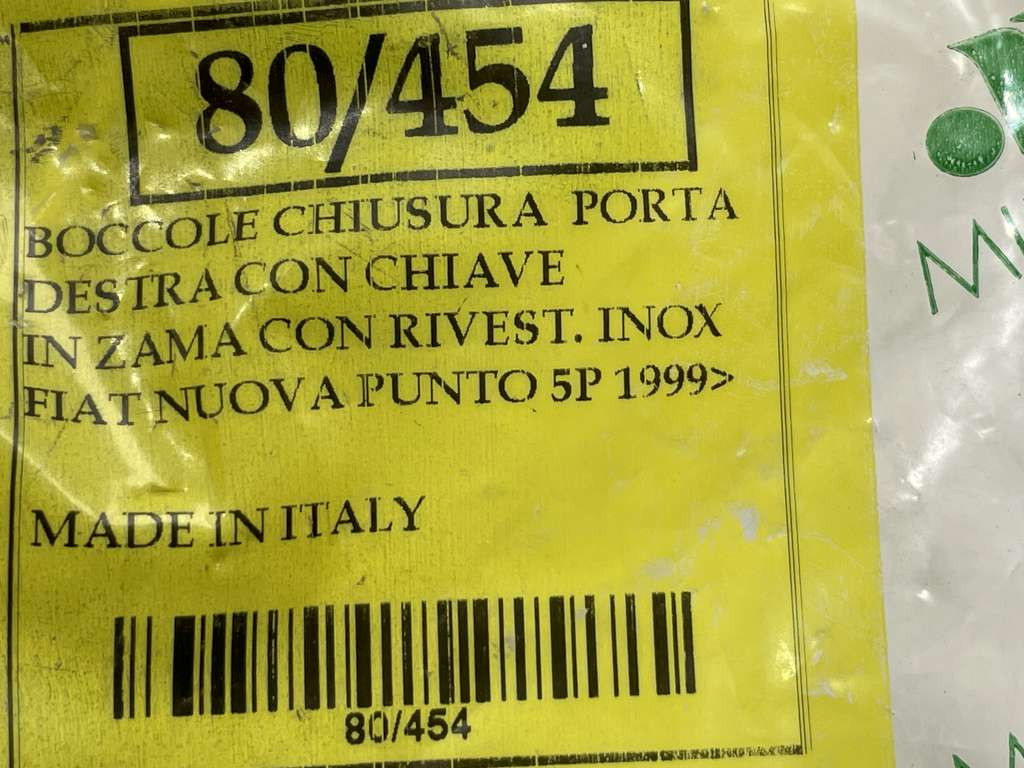 80/454
BOCCOLE CHIUSURA PORTA
DESTRA CON CHIAVE
IN ZAMA CON RIVEST. INOX
FIAT NUOVA PUNTO 5P 1999>
MADE IN ITALY
80/454